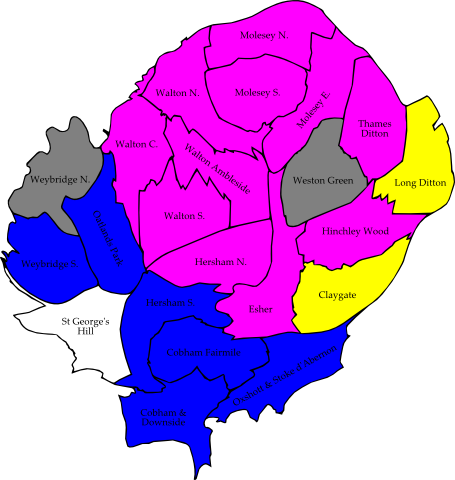 Molesey N.
Walton N.
Molesey S.
Molesey E.
Thames
Ditton
Walton C.
Walton Ambleside
Weybridge N.
Weston Green
Long Ditton
Oatlands Park
Walton S.
Hinchley Wood
Weybridge S.
Hersham N.
Claygate
Hersham S.
Esher
St George's
Hill
Cobham Fairmile
Oxshott & Stoke d'Abernon
Cobham &
Downside